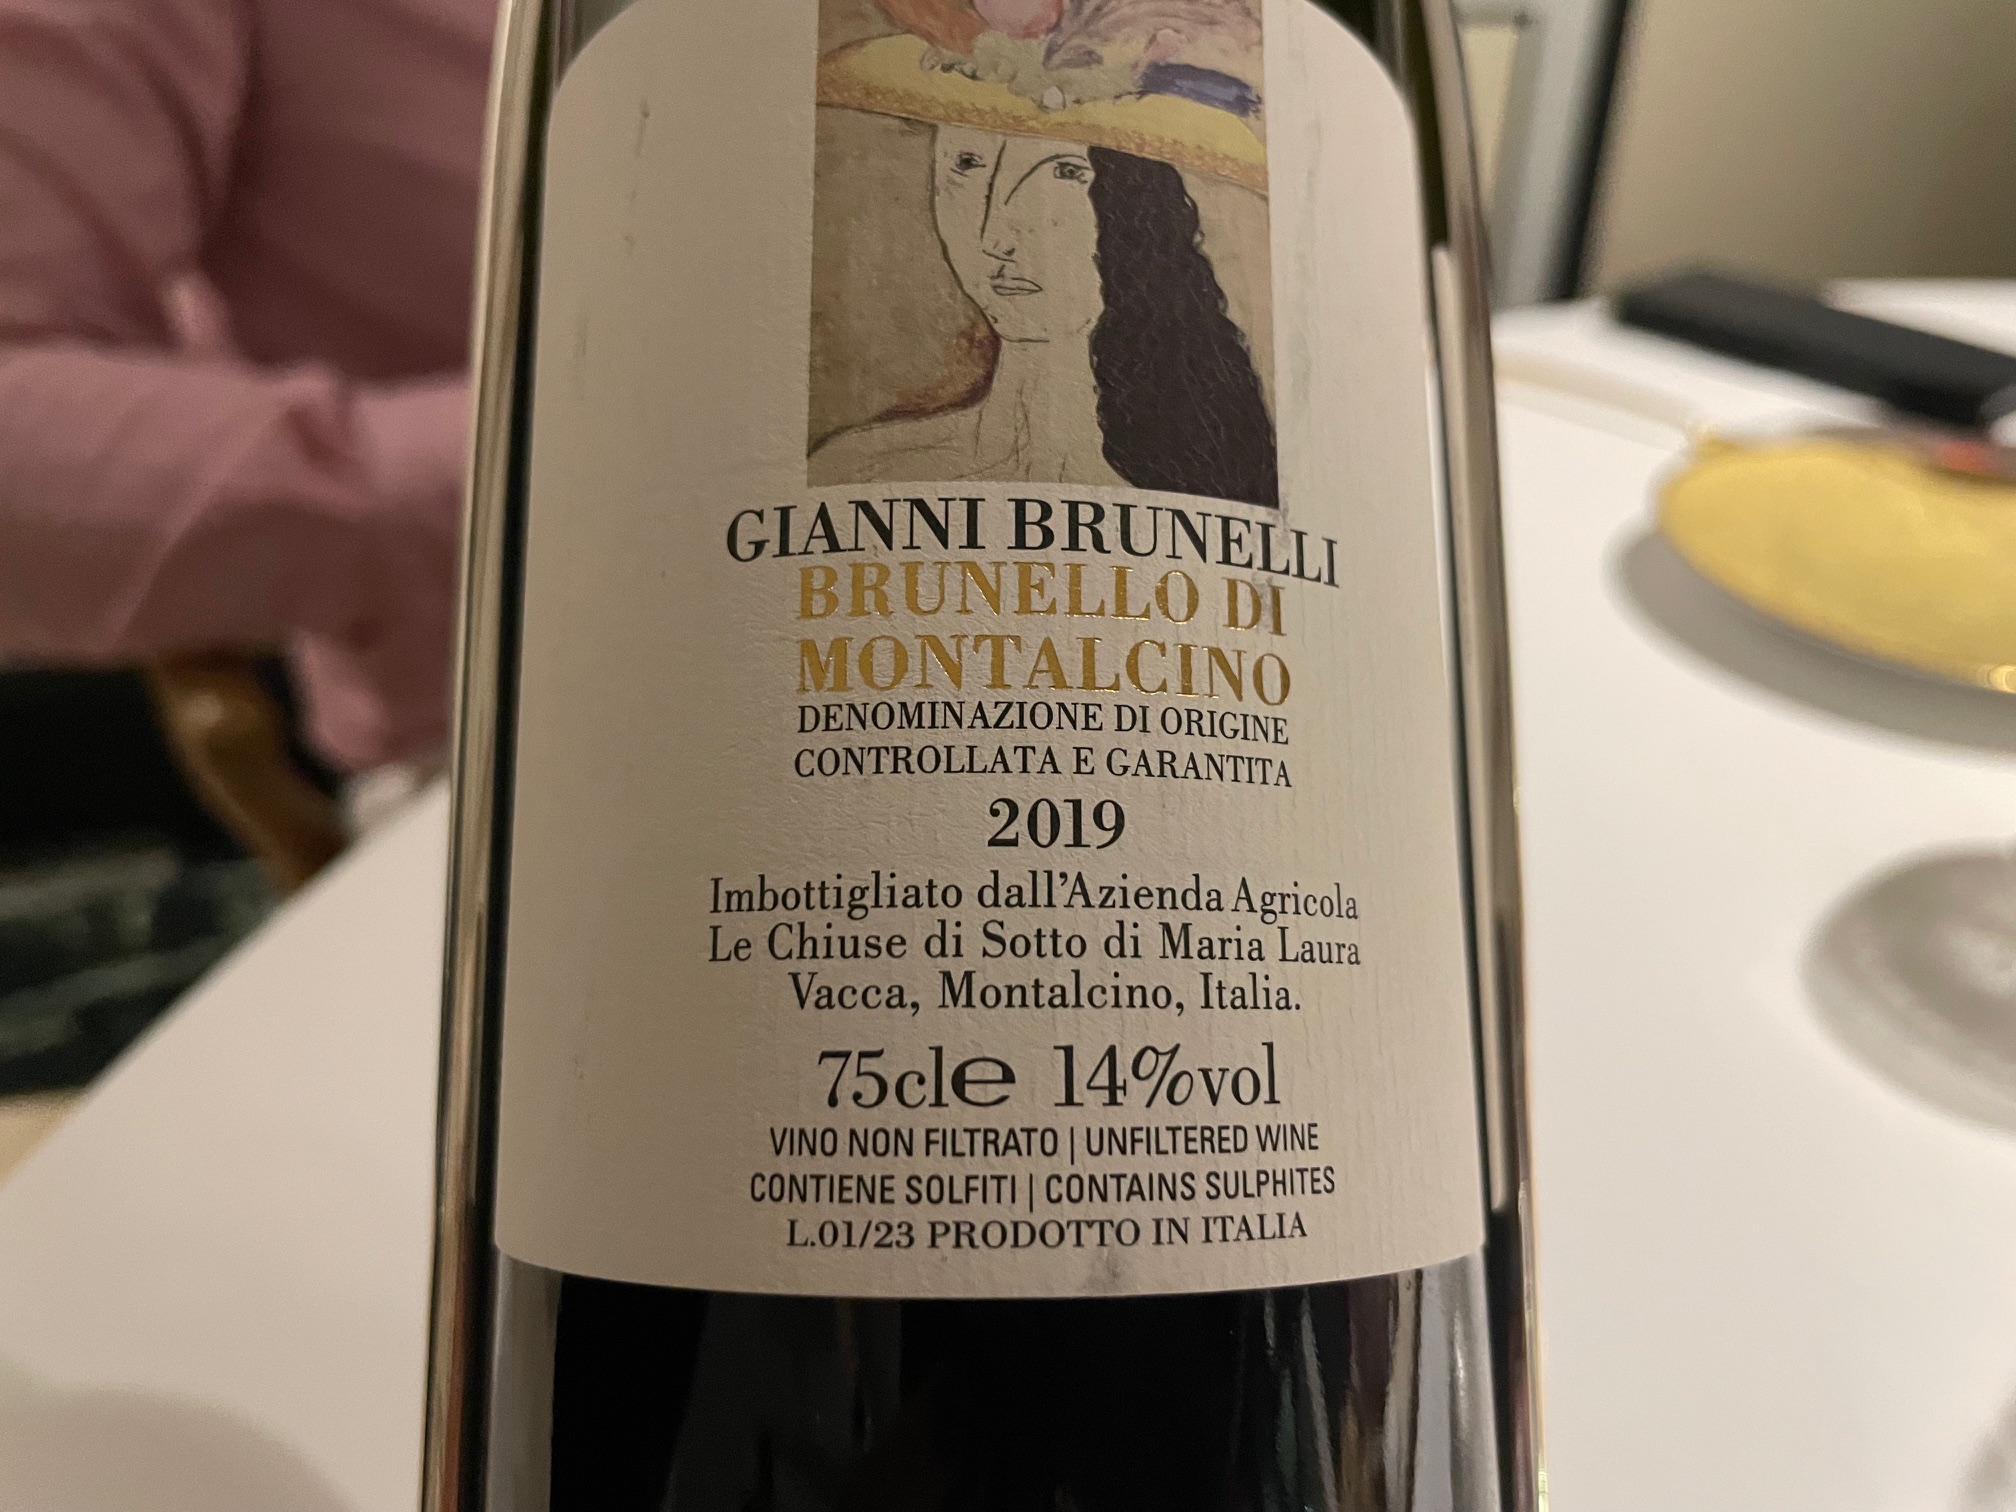 GIANNI BRUNELLI
BRUNELLO DI
MONTALCINO
DENOMINAZIONE DI ORIGINE
CONTROLLATA E GARANTITA
2019
Imbottigliato dall’Azienda Agricola
Le Chiuse di Sotto di Maria Laura
Vacca, Montalcino, Italia.
75cl℮ 14%vol
VINO NON FILTRATO | UNFILTERED WINE
CONTIENE SOLFITI | CONTAINS SULPHITES
L.01/23 PRODOTTO IN ITALIA